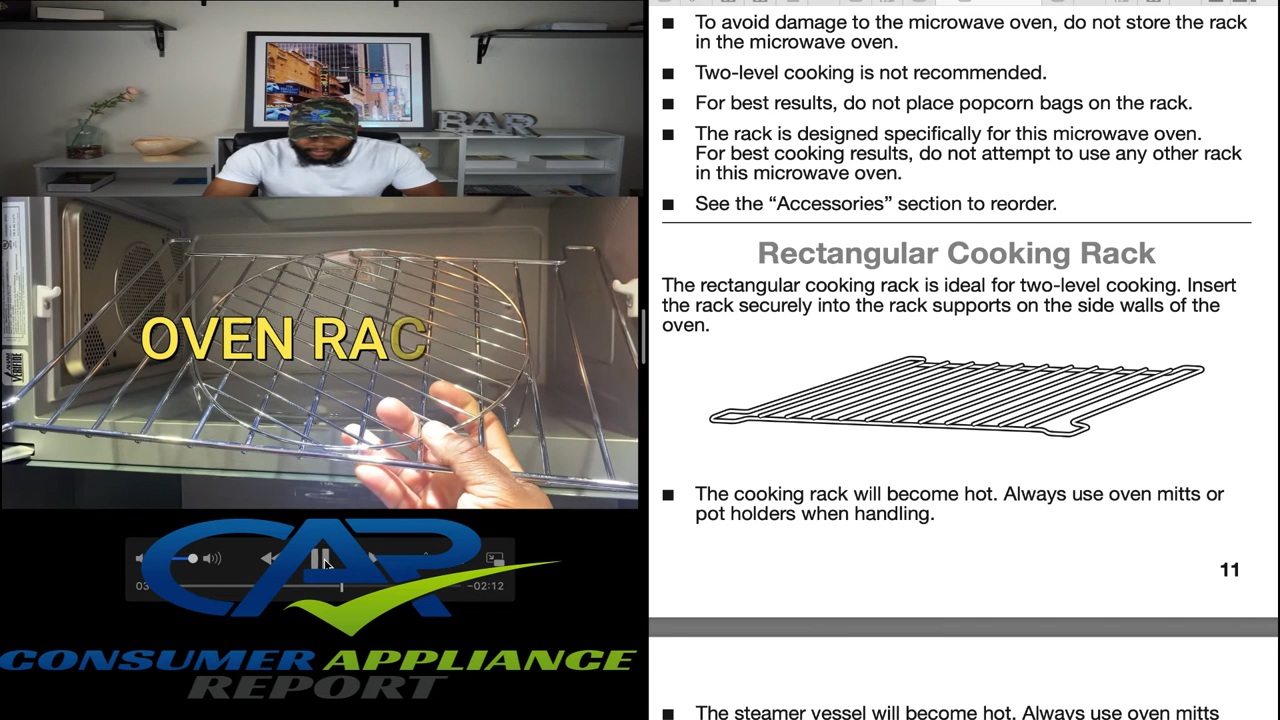 BAR
OVEN RAC
03
-02:12
CAR
CONSUMER APPLIANCE
REPORT
■ To avoid damage to the microwave oven, do not store the rack
in the microwave oven.
■ Two-level cooking is not recommended.
■ For best results, do not place popcorn bags on the rack.
■ The rack is designed specifically for this microwave oven.
For best cooking results, do not attempt to use any other rack
in this microwave oven.
■ See the “Accessories” section to reorder.
Rectangular Cooking Rack
The rectangular cooking rack is ideal for two-level cooking. Insert
the rack securely into the rack supports on the side walls of the
oven.
■ The cooking rack will become hot. Always use oven mitts or
pot holders when handling.
11
■ The steamer vessel will become hot. Always use oven mitts